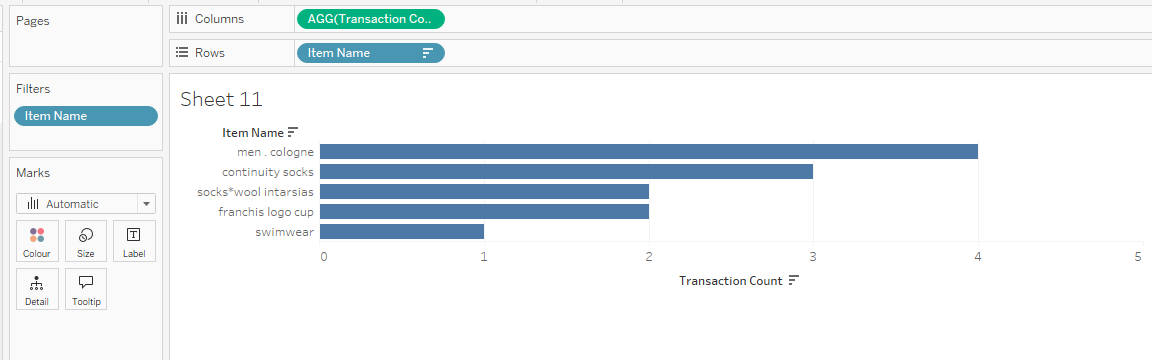 Pages
Columns
AGG(Transaction Co..
Rows
Item Name
Filters
Item Name
Marks
Automatic
Colour
Size
Label
Detail
Tooltip
Sheet 11
Item Name
men . cologne
continuity socks
socks*wool intarsias
franchis logo cup
swimwear
0 1 2 3 4 5
Transaction Count